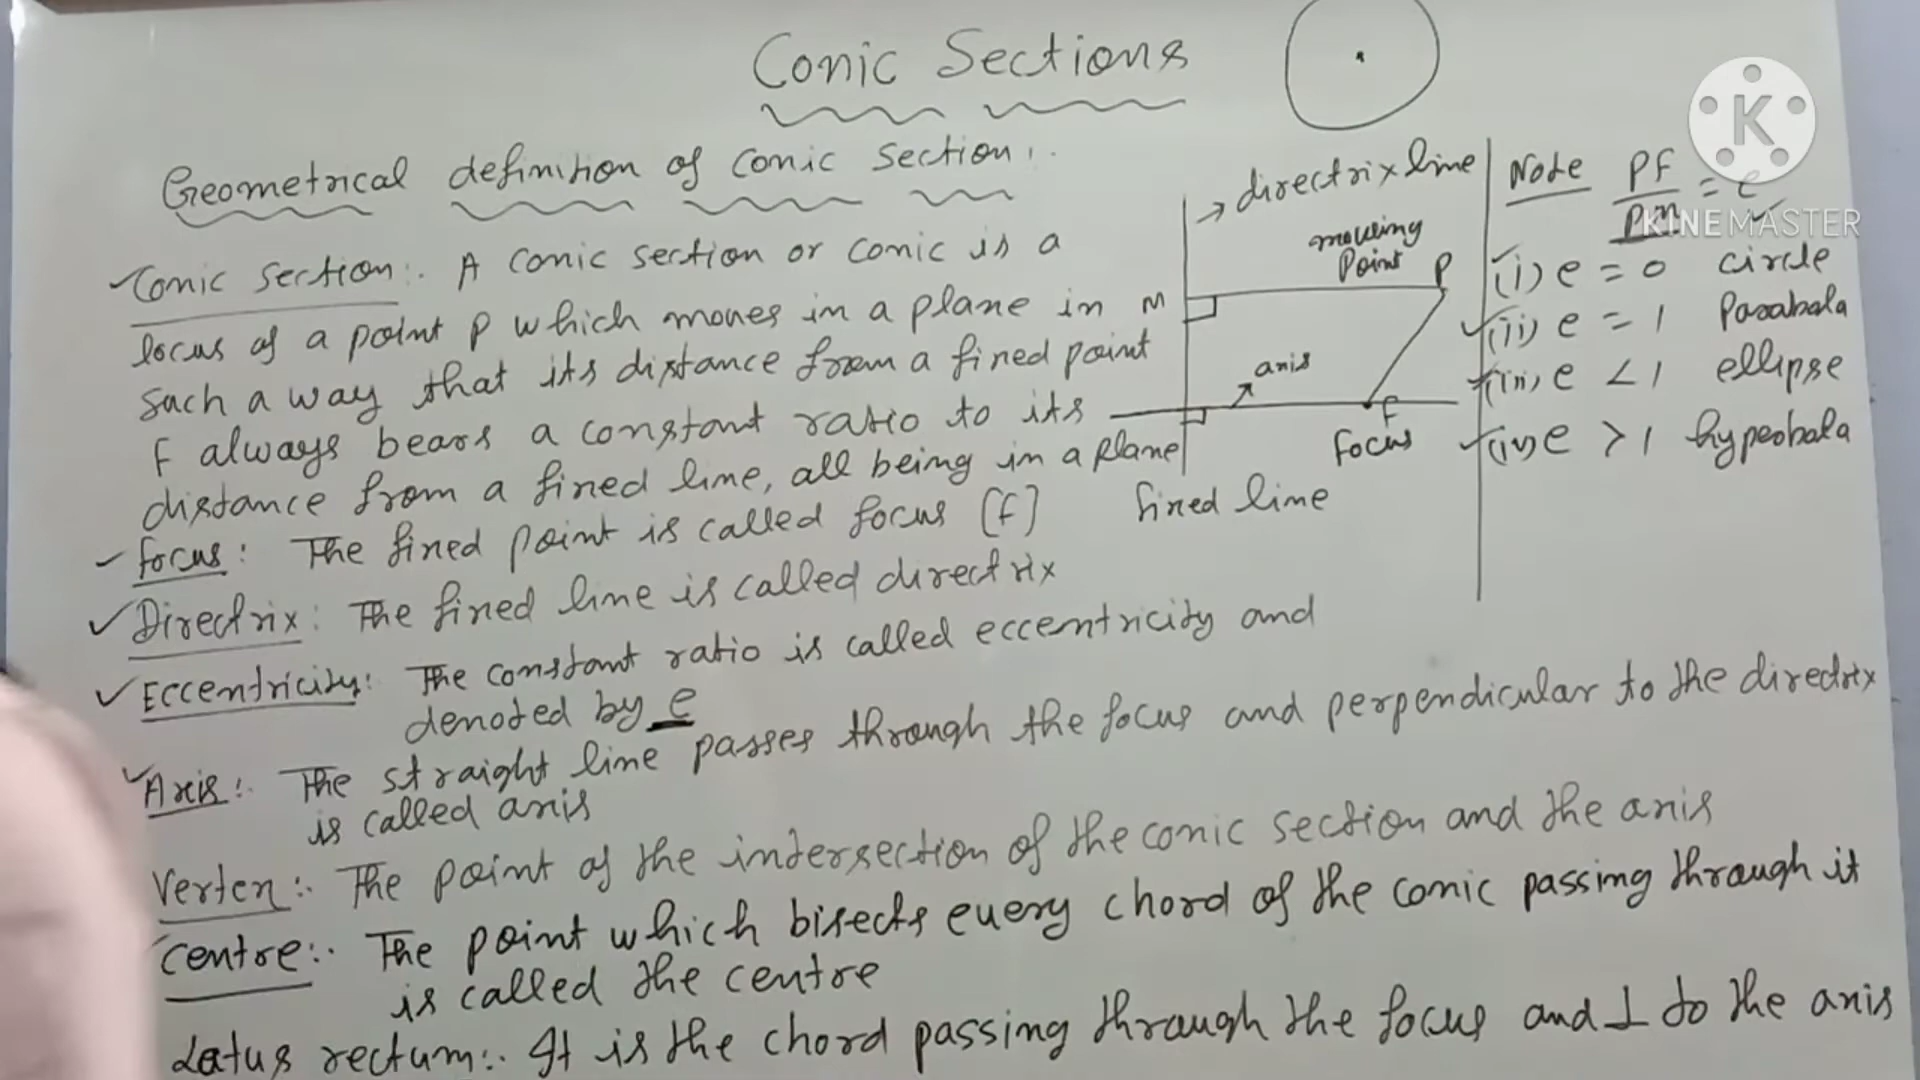 Conic Sections
Geometrical definition of conic section:
Conic section: A conic section or conic is a
locus of a point P which moves in a plane in
such a way that its distance from a fixed point
F always bears a constant ratio to its
distance from a fixed line, all being in a plane
focus: The fixed point is called focus (F)
Directrix: The fixed line is called directrix
Eccentricity: The constant ratio is called eccentricity and
denoted by e
Axis: The straight line passes through the focus and perpendicular to the directrix
is called axis
Vertex: The point of the intersection of the conic section and the axis
Centre: The point which bisects every chord of the conic passing through it
is called the centre
Latus rectum: It is the chord passing through the focus and ⊥ to the axis
→ directrix line
moving
Point
P
M
axis
F
Focus
fixed line
Note PF
PM = e
(i) e = 0 circle
(ii) e = 1 Parabala
(iii) e < 1 ellipse
(iv) e > 1 hyperbala
K
KINEMASTER